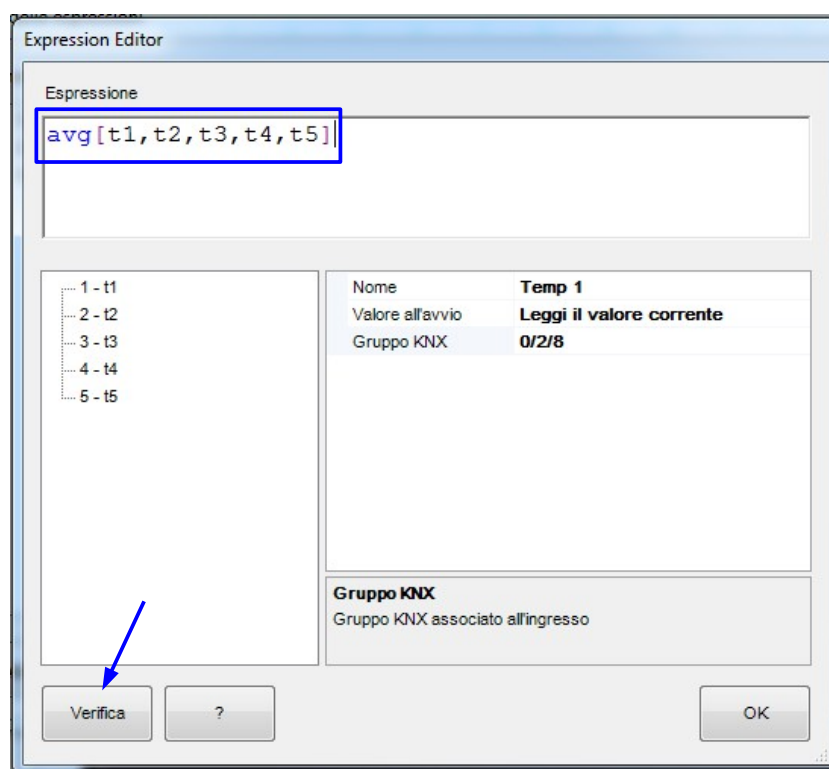 Expression Editor
Espressione
avg[t1,t2,t3,t4,t5]
1 - t1
2 - t2
3 - t3
4 - t4
5 - t5
Nome Temp 1
Valore all'avvio Leggi il valore corrente
Gruppo KNX 0/2/8
Gruppo KNX
Gruppo KNX associato all'ingresso
Verifica ? OK